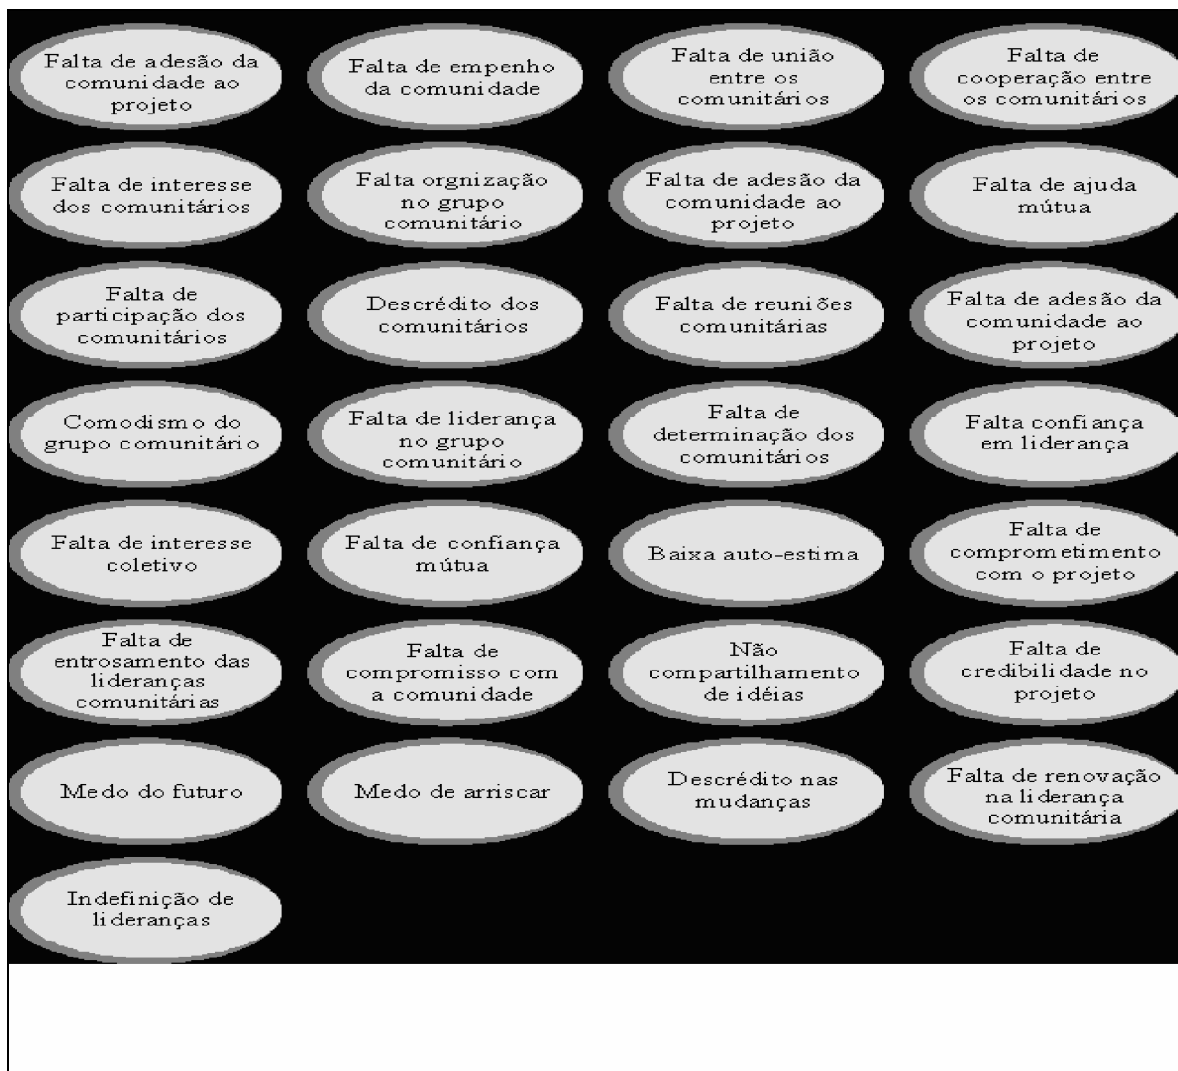 Falta de adesão da
comunidade ao
projeto
Falta de empenho
da comunidade
Falta de união
entre os
comunitários
Falta de
cooperação entre
os comunitários
Falta de interesse
dos comunitários
Falta orgnização
no grupo
comunitário
Falta de adesão da
comunidade ao
projeto
Falta de ajuda
mútua
Falta de
participação dos
comunitários
Descrédito dos
comunitários
Falta de reuniões
comunitárias
Falta de adesão da
comunidade ao
projeto
Comodismo do
grupo comunitário
Falta de liderança
no grupo
comunitário
Falta de
determinação dos
comunitários
Falta confiança
em liderança
Falta de interesse
coletivo
Falta de confiança
mútua
Baixa auto-estima
Falta de
comprometimento
com o projeto
Falta de
entrosamento das
lideranças
comunitárias
Falta de
compromisso com
a comunidade
Não
compartilhamento
de idéias
Falta de
credibilidade no
projeto
Medo do futuro
Medo de arriscar
Descrédito nas
mudanças
Falta de renovação
na liderança
comunitária
Indefinição de
lideranças